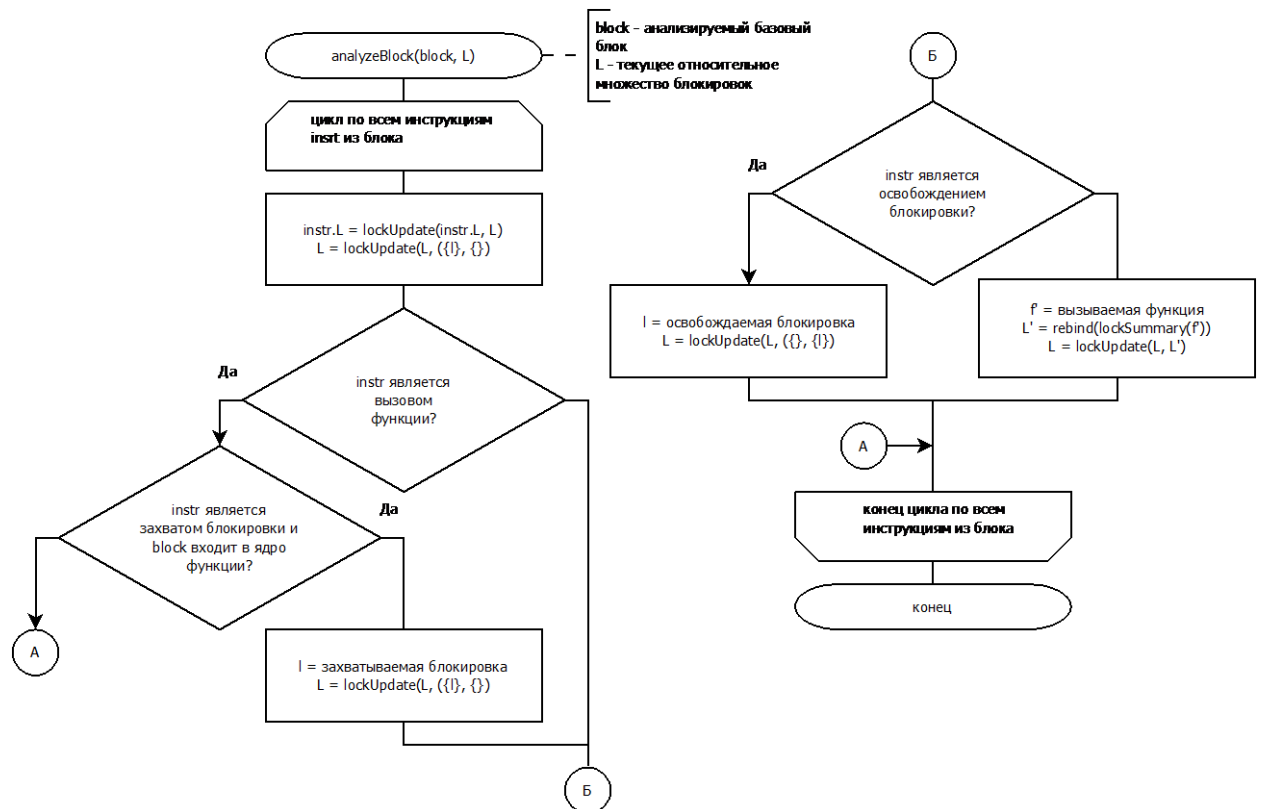 analyzeBlock(block, L)
block – анализируемый базовый
блок
L – текущее относительное
множество блокировок
цикл по всем инструкциям
insrt из блока
instr.L = lockUpdate(instr.L, L)
L = lockUpdate(L, ({l}, {})
Да
instr является
вызовом
функции?
instr является
захватом блокировки и
block входит в ядро
функции?
Да
А
l = захватываемая блокировка
L = lockUpdate(L, ({l}, {})
Б
Б
Да
instr является
освобождением
блокировки?
l = освобождаемая блокировка
L = lockUpdate(L, ({}, {l})
f' = вызываемая функция
L' = rebind(lockSummary(f'))
L = lockUpdate(L, L')
А
конец цикла по всем
инструкциям из блока
конец